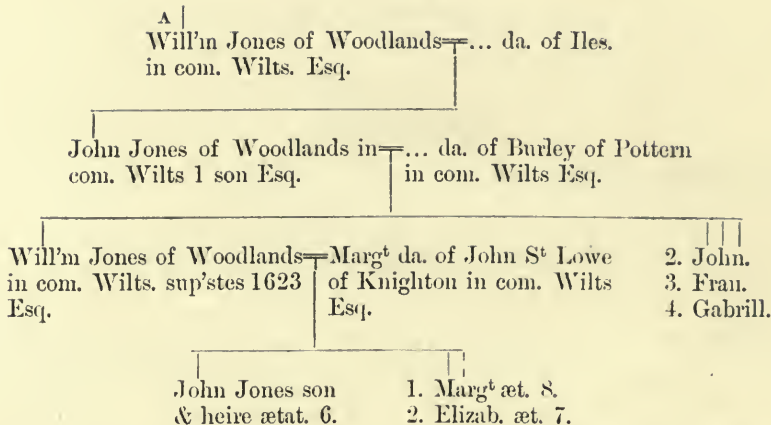 A
Will'm Jones of Woodlands=... da. of Iles.
in com. Wilts. Esq.
John Jones of Woodlands in=... da. of Burley of Pottern
com. Wilts 1 son Esq.
in com. Wilts Esq.
Will'm Jones of Woodlands=Margᵗ da. of John Sᵗ Lowe
in com. Wilts. sup'stes 1623
of Knighton in com. Wilts
Esq.
Esq.
2. John.
3. Fran.
4. Gabrill.
John Jones son
& heire ætat. 6.
1. Margᵗ æt. 8.
2. Elizab. æt. 7.